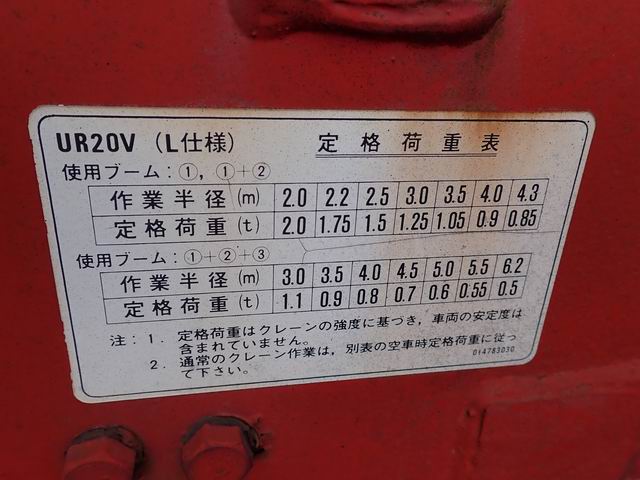 UR20V (L仕様) 定格荷重表
使用ブーム:①, ①+②
作業半径(m) 2.0 2.2 2.5 3.0 3.5 4.0 4.3
定格荷重(t) 2.0 1.75 1.5 1.25 1.05 0.9 0.85
使用ブーム:①+②+③
作業半径(m) 3.0 3.5 4.0 4.5 5.0 5.5 6.2
定格荷重(t) 1.1 0.9 0.8 0.7 0.6 0.55 0.5
注: 1. 定格荷重はクレーンの強度に基づき, 車両の安定度は
含まれていません。
2. 通常のクレーン作業は, 別表の空車時定格荷重に従っ
て下さい。
014783030